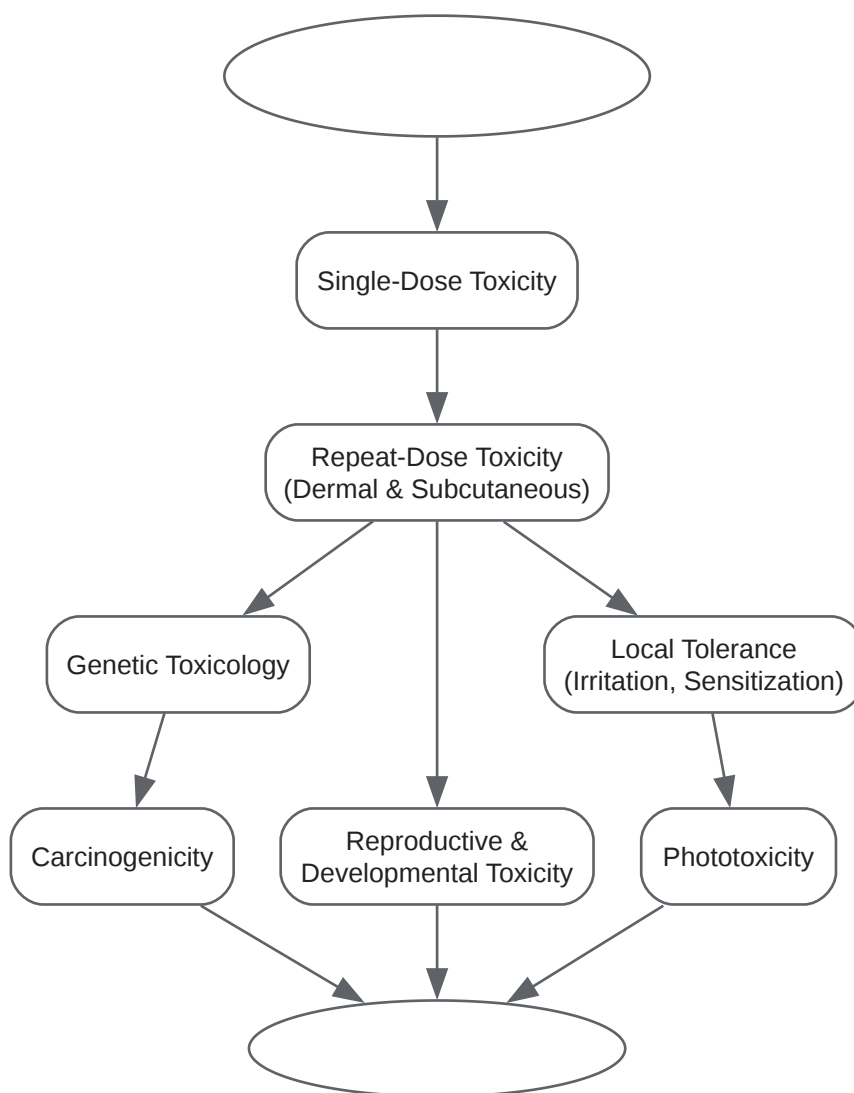 Single-Dose Toxicity
Repeat-Dose Toxicity
(Dermal & Subcutaneous)
Genetic Toxicology
Local Tolerance
(Irritation, Sensitization)
Carcinogenicity
Reproductive &
Developmental Toxicity
Phototoxicity